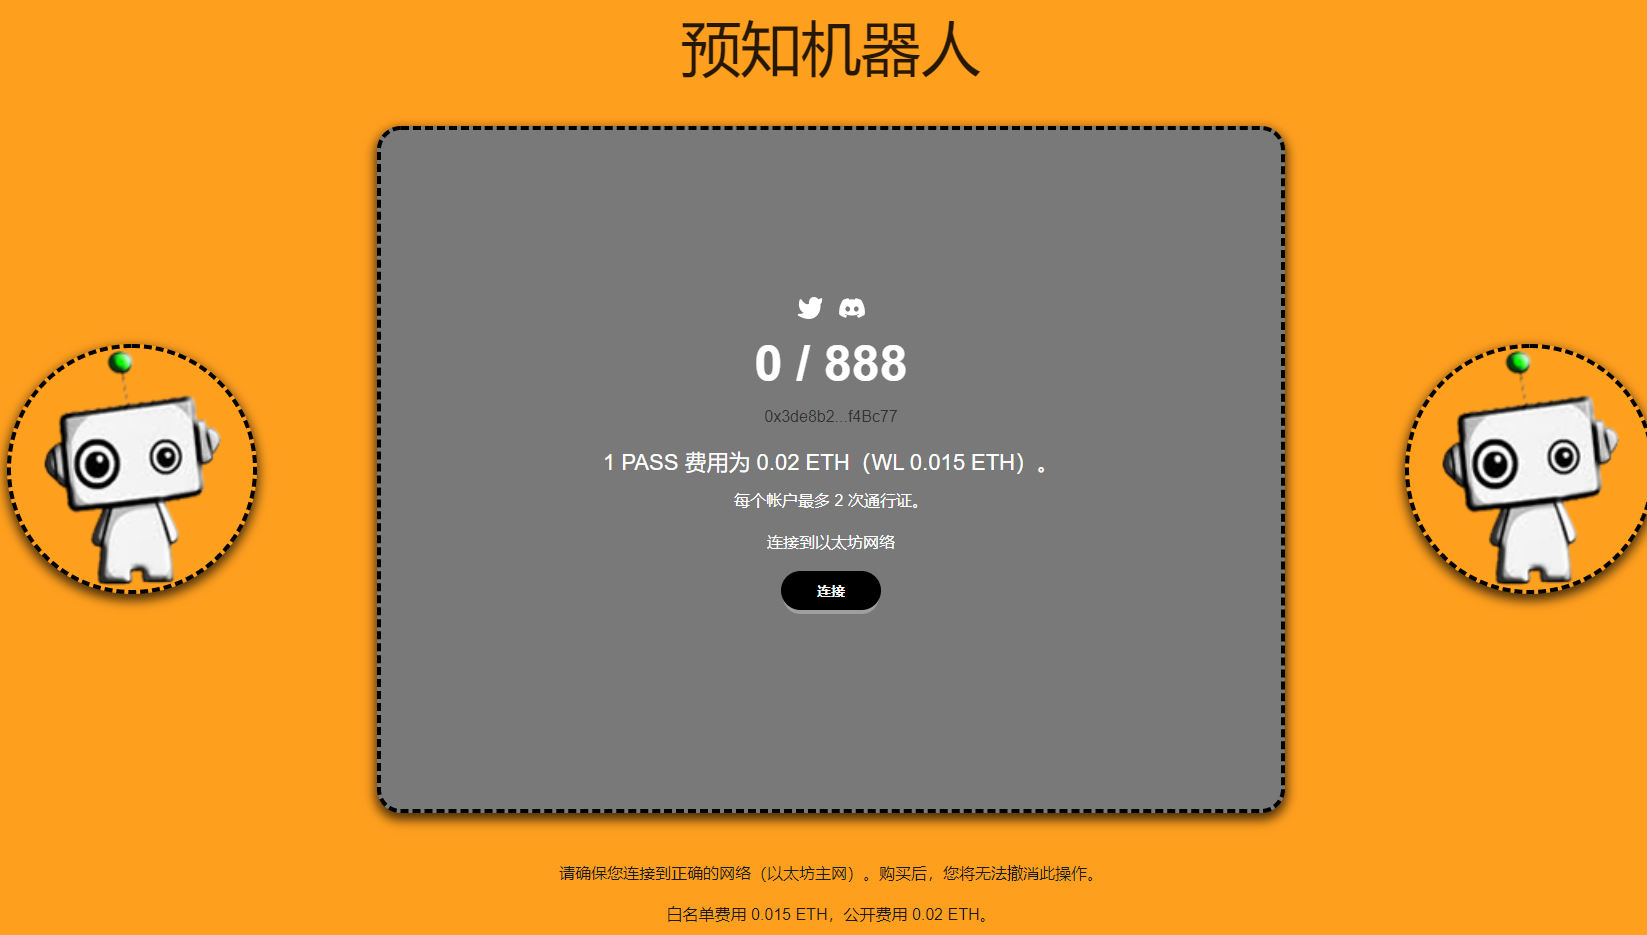 预知机器人
0 / 888
0x3de8b2...f4Bc77
1 PASS 费用为 0.02 ETH（WL 0.015 ETH）。
每个帐户最多 2 次通行证。
连接到以太坊网络
连接
请确保您连接到正确的网络（以太坊主网）。购买后，您将无法撤消此操作。
白名单费用 0.015 ETH，公开费用 0.02 ETH。